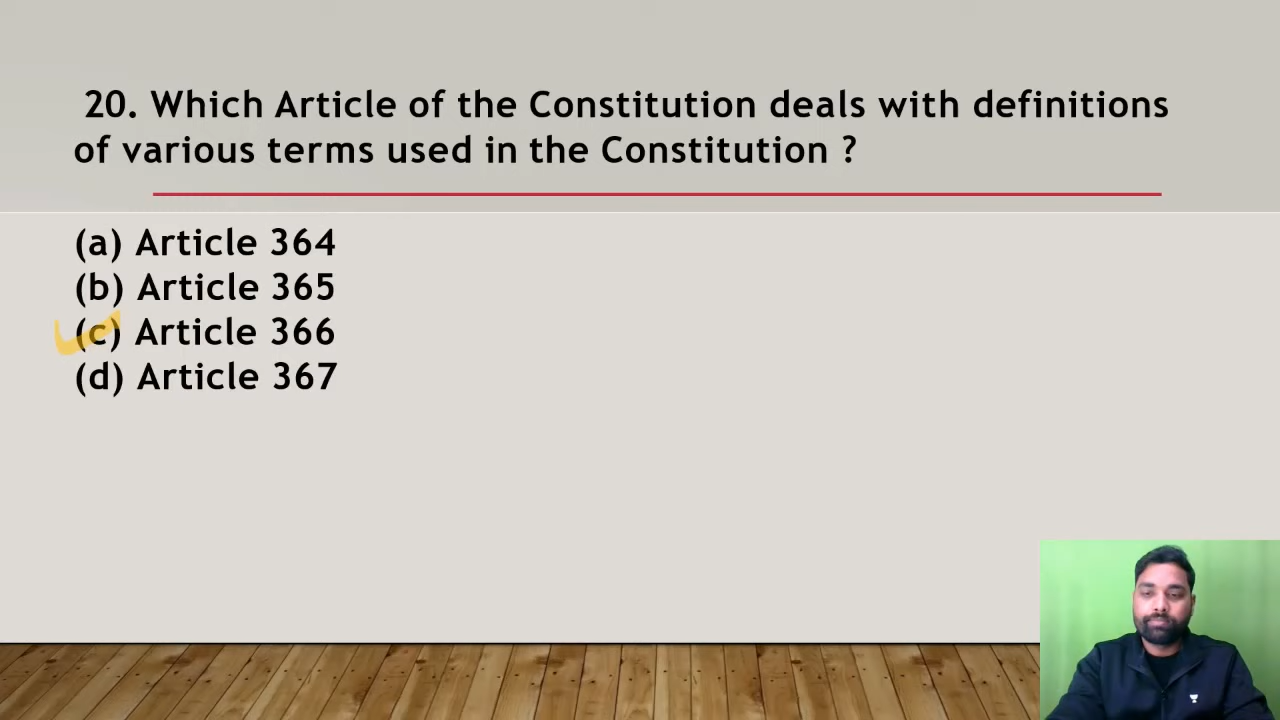 20. Which Article of the Constitution deals with definitions
of various terms used in the Constitution ?
(a) Article 364
(b) Article 365
(c) Article 366
(d) Article 367